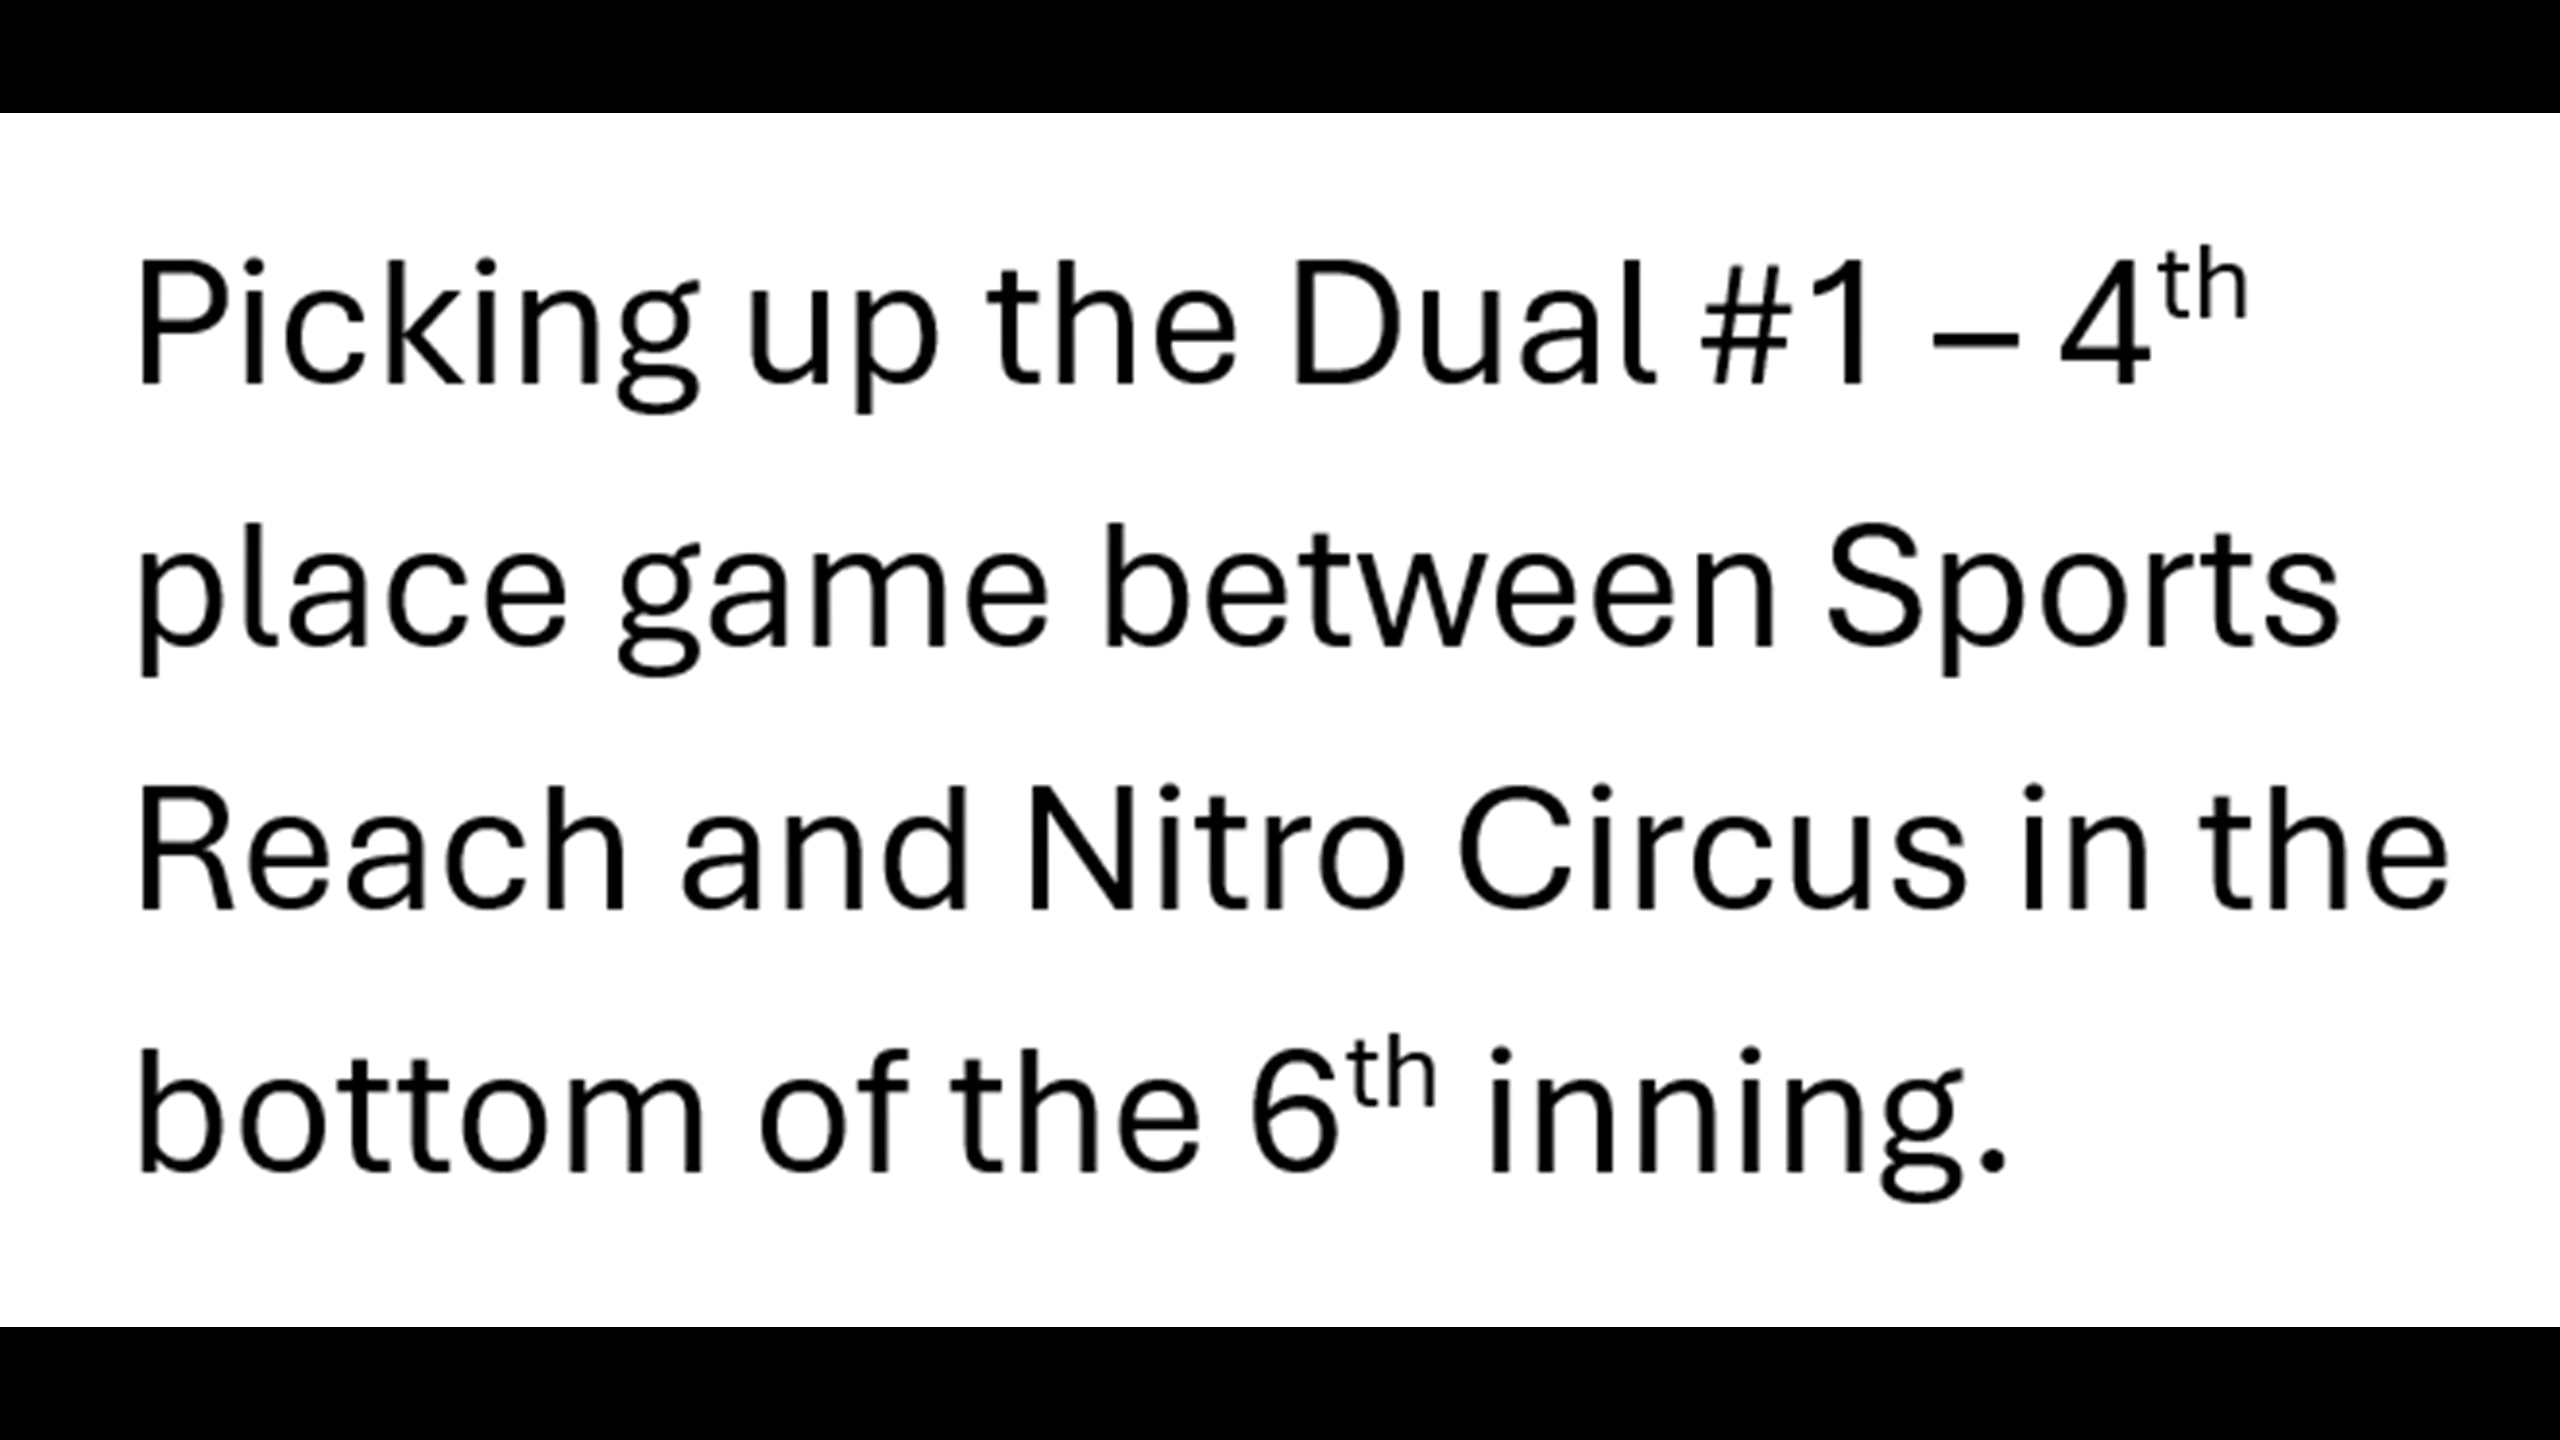 Picking up the Dual #1 – 4th
place game between Sports
Reach and Nitro Circus in the
bottom of the 6th inning.